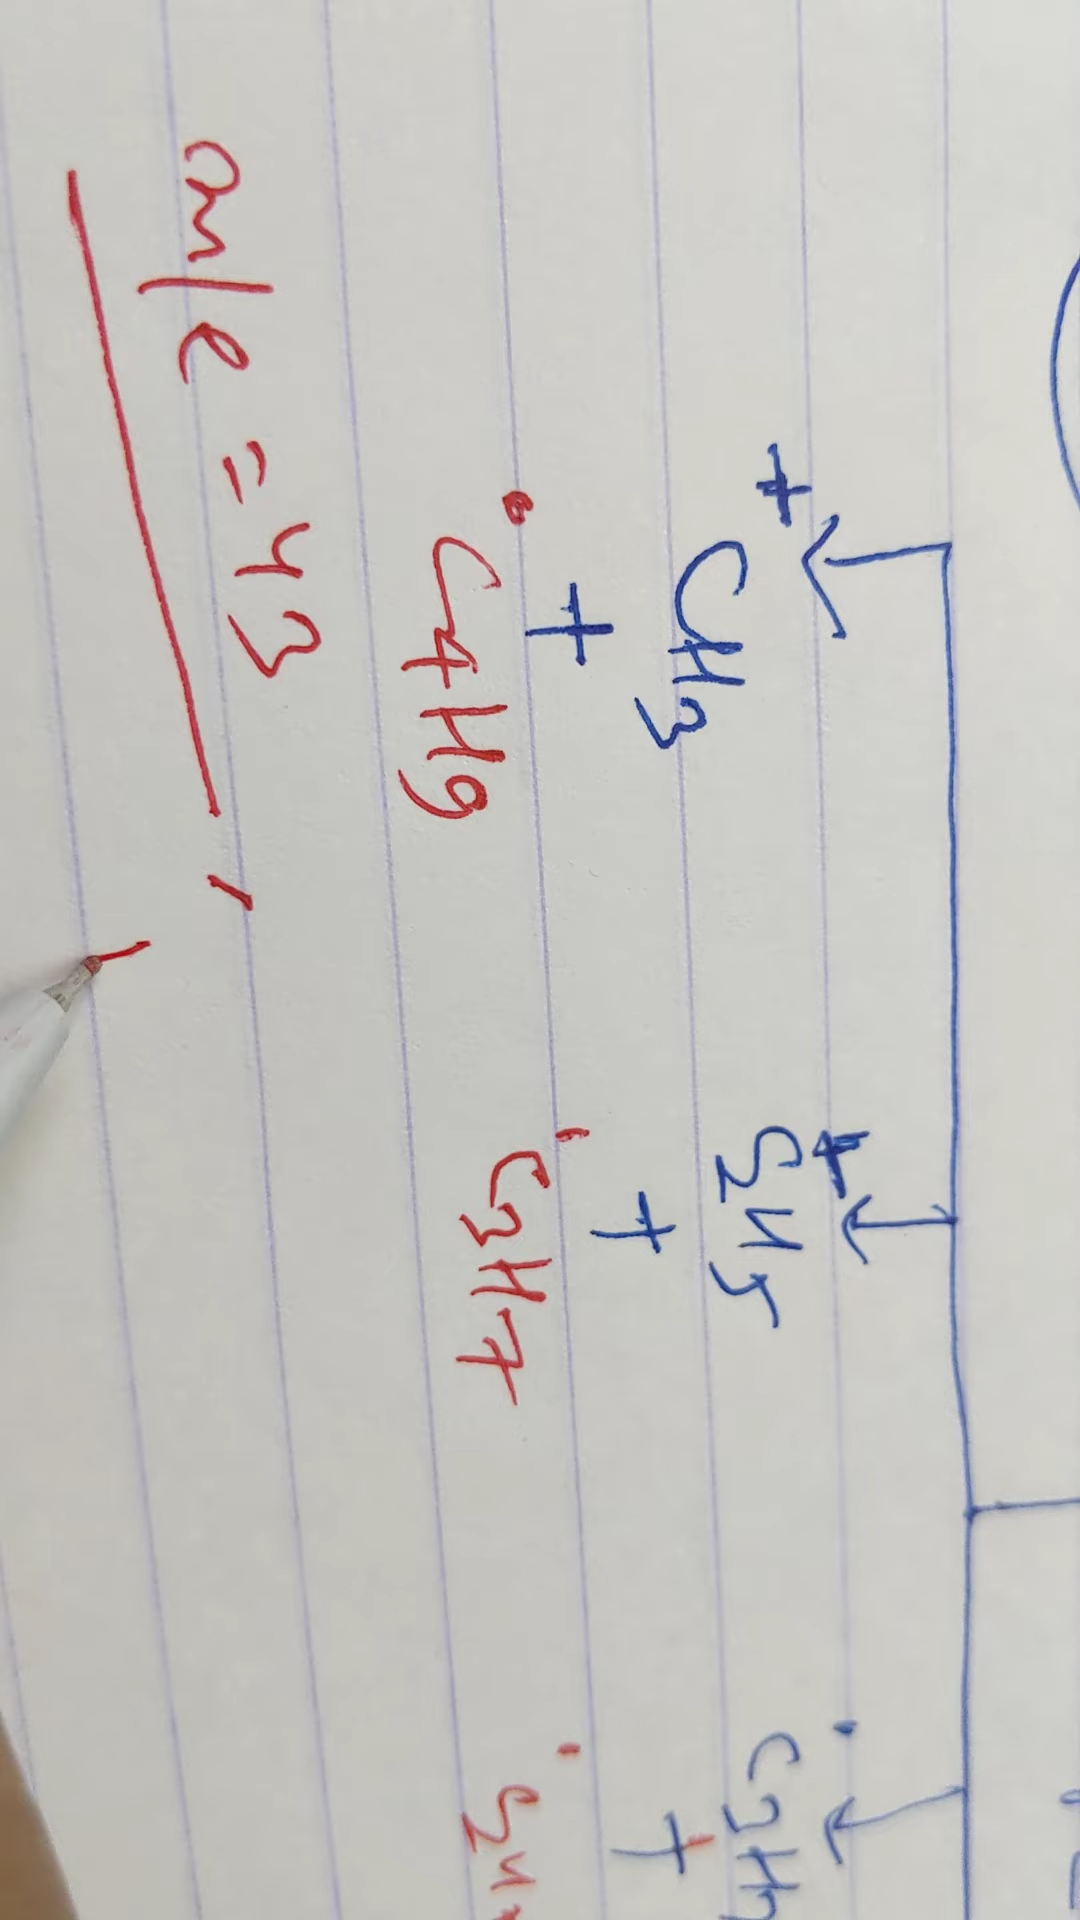 +CH3
+C2H5
·C3H7
+
+
+
·C4H9
·C3H7
m/e = 43